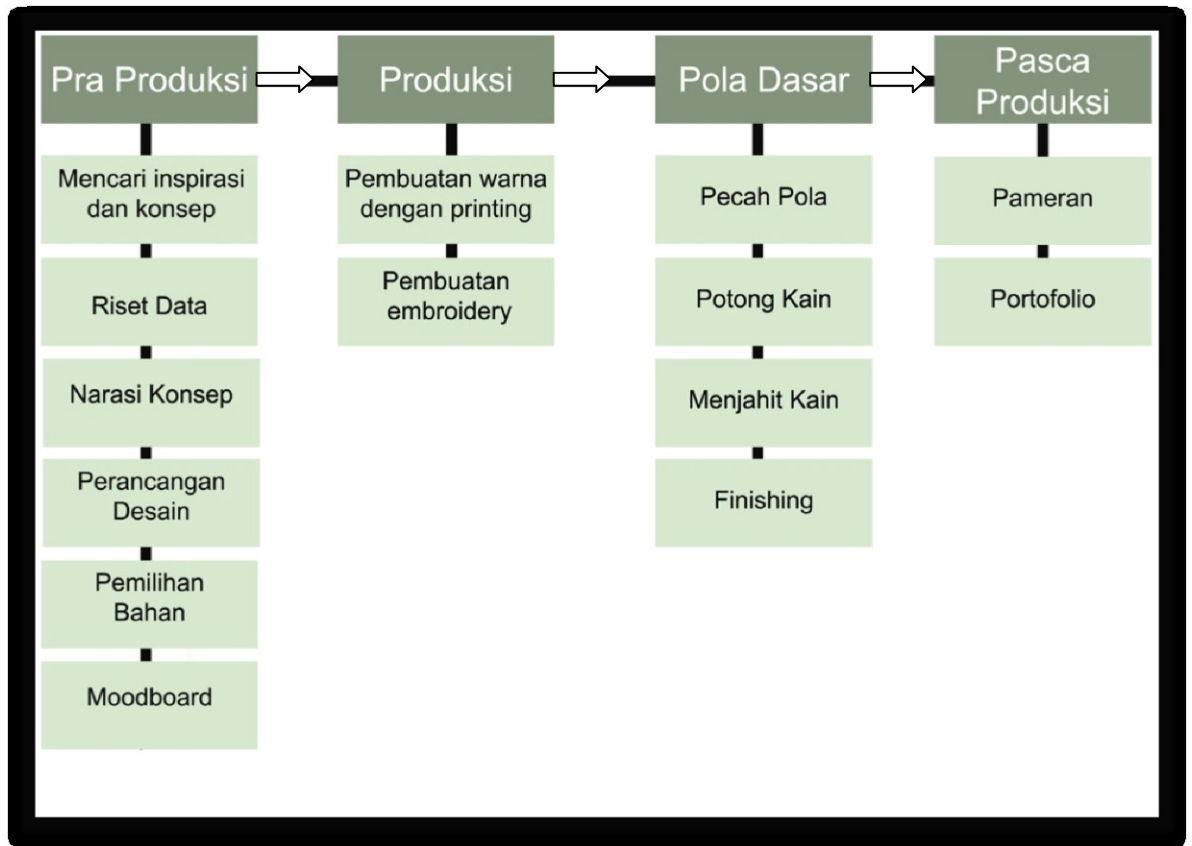 Pra Produksi
Mencari inspirasi
dan konsep
Riset Data
Narasi Konsep
Perancangan
Desain
Pemilihan
Bahan
Moodboard
Produksi
Pembuatan warna
dengan printing
Pembuatan
embroidery
Pola Dasar
Pecah Pola
Potong Kain
Menjahit Kain
Finishing
Pasca
Produksi
Pameran
Portofolio